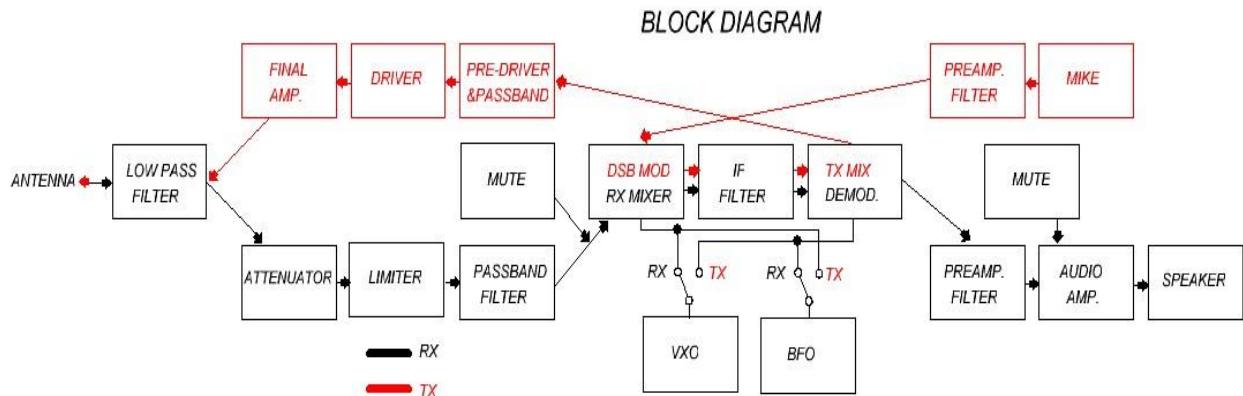 BLOCK DIAGRAM
FINAL
AMP.
DRIVER
PRE-DRIVER
&PASSBAND
PREAMP.
FILTER
MIKE
ANTENNA
LOW PASS
FILTER
MUTE
DSB MOD
RX MIXER
IF
FILTER
TX MIX
DEMOD.
MUTE
ATTENUATOR
LIMITER
PASSBAND
FILTER
RX
TX
RX
TX
PREAMP.
FILTER
AUDIO
AMP.
SPEAKER
VXO
BFO
RX
TX